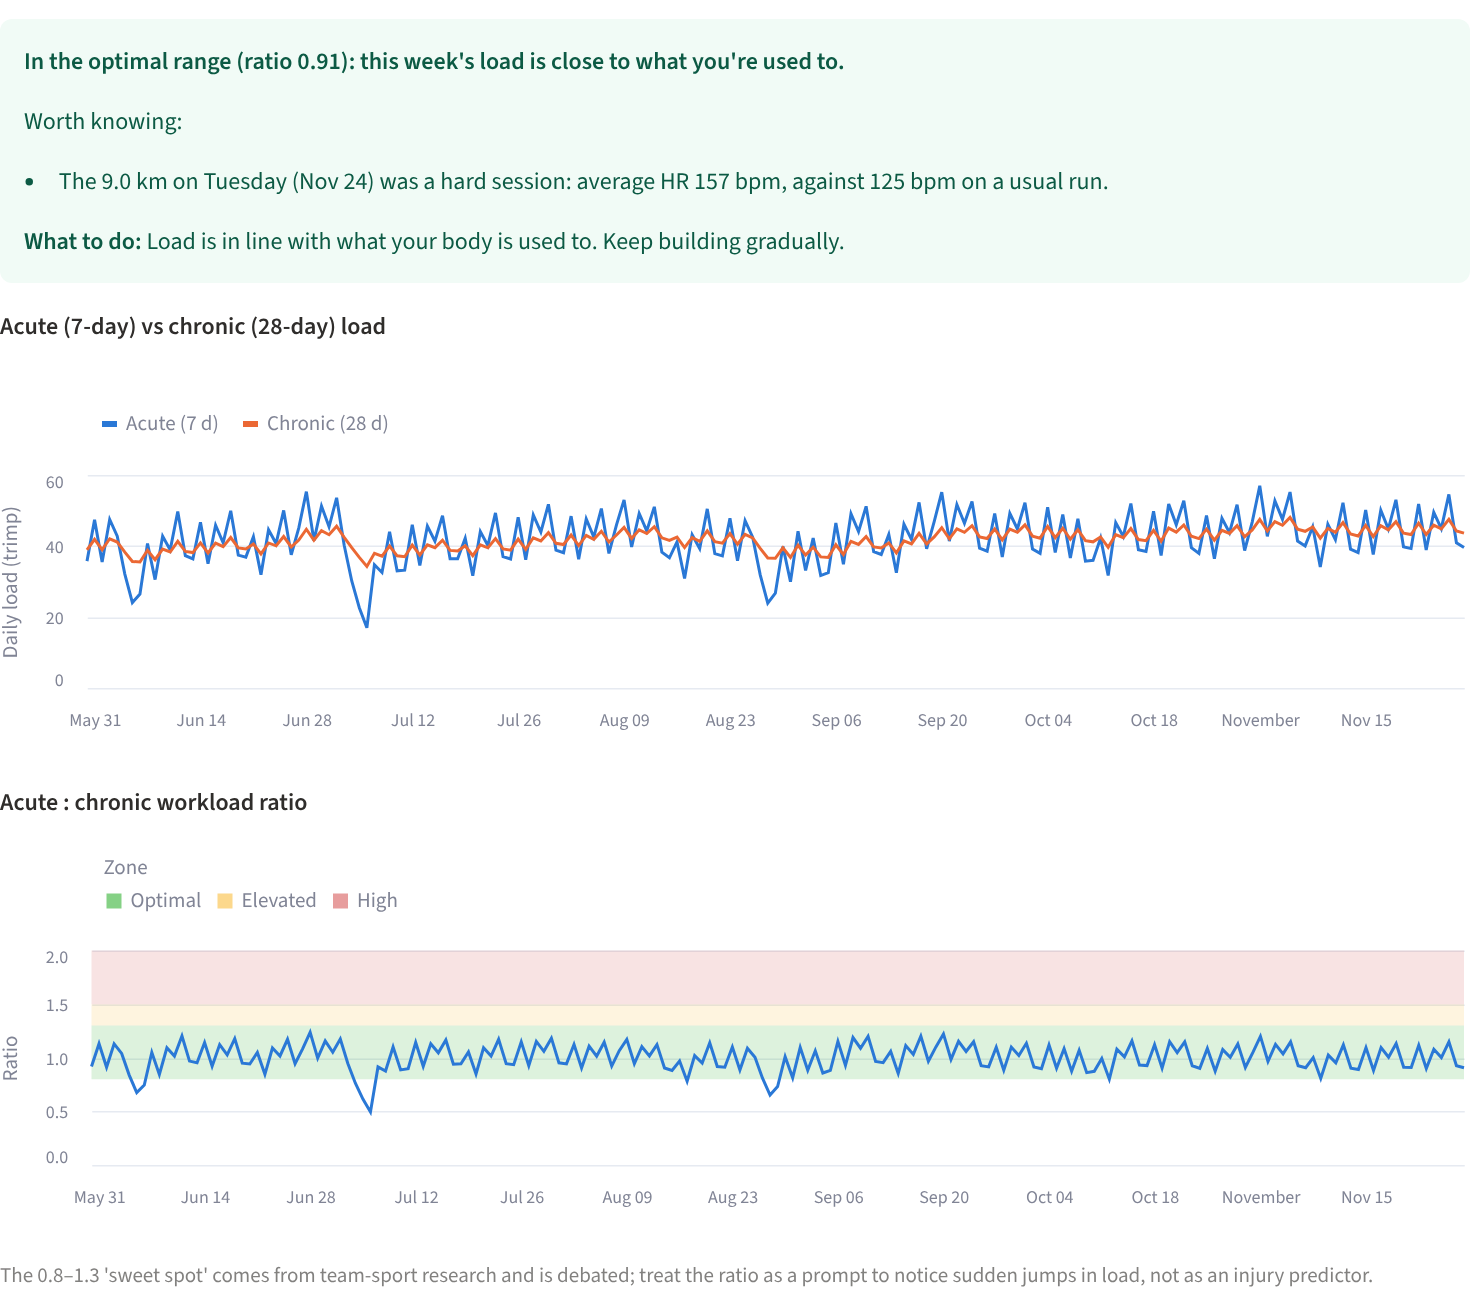 In the optimal range (ratio 0.91): this week's load is close to what you're used to.
Worth knowing:
• The 9.0 km on Tuesday (Nov 24) was a hard session: average HR 157 bpm, against 125 bpm on a usual run.
What to do: Load is in line with what your body is used to. Keep building gradually.
Acute (7-day) vs chronic (28-day) load
Acute (7 d) Chronic (28 d)
Daily load (trimp)
60
40
20
0
May 31 Jun 14 Jun 28 Jul 12 Jul 26 Aug 09 Aug 23 Sep 06 Sep 20 Oct 04 Oct 18 November Nov 15
Acute : chronic workload ratio
Zone
Optimal Elevated High
Ratio
2.0
1.5
1.0
0.5
0.0
May 31 Jun 14 Jun 28 Jul 12 Jul 26 Aug 09 Aug 23 Sep 06 Sep 20 Oct 04 Oct 18 November Nov 15
The 0.8–1.3 'sweet spot' comes from team-sport research and is debated; treat the ratio as a prompt to notice sudden jumps in load, not as an injury predictor.